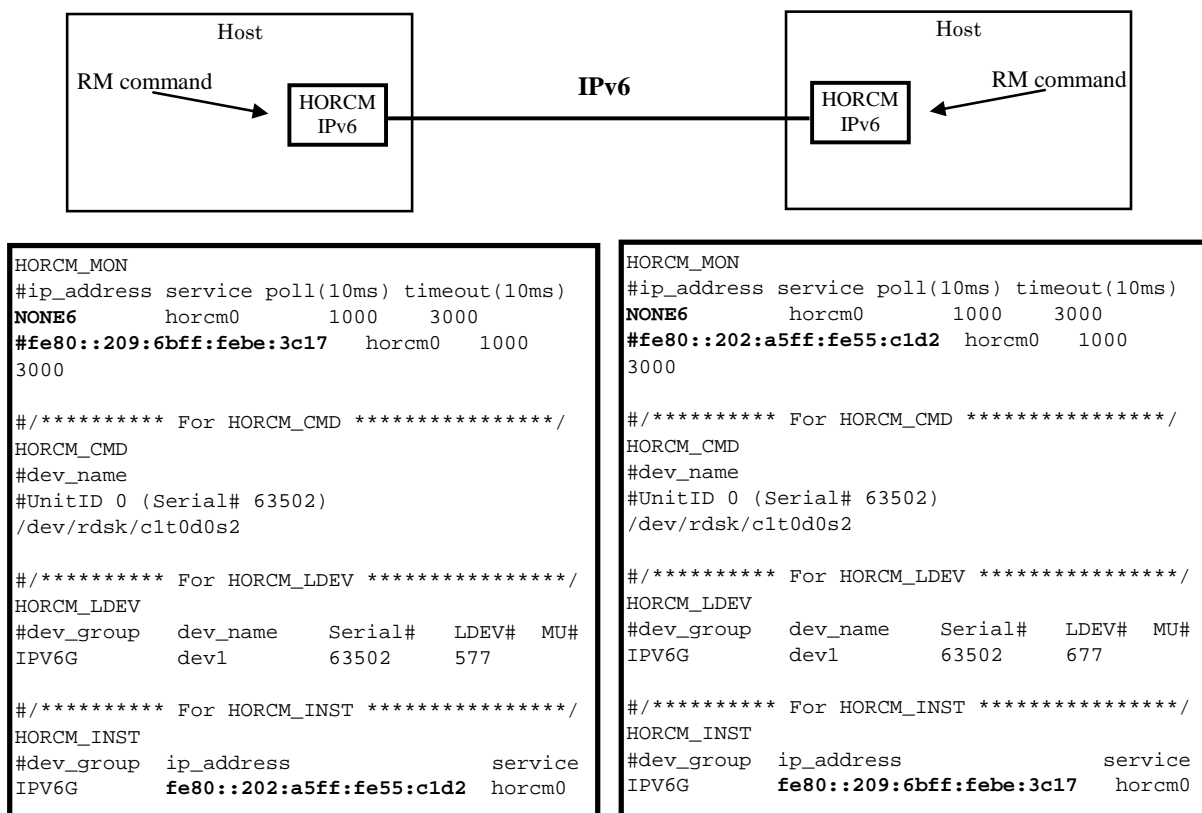 Host
RM command
HORCM
IPv6
IPv6
Host
RM command
HORCM
IPv6
HORCM_MON
#ip_address service poll(10ms) timeout(10ms)
NONE6 horcm0 1000 3000
#fe80::209:6bff:febe:3c17 horcm0 1000
3000
#/********** For HORCM_CMD ****************/
HORCM_CMD
#dev_name
#UnitID 0 (Serial# 63502)
/dev/rdsk/c1t0d0s2
#/********** For HORCM_LDEV ****************/
HORCM_LDEV
#dev_group dev_name Serial# LDEV# MU#
IPV6G dev1 63502 577
#/********** For HORCM_INST ****************/
HORCM_INST
#dev_group ip_address service
IPV6G fe80::202:a5ff:fe55:c1d2 horcm0
HORCM_MON
#ip_address service poll(10ms) timeout(10ms)
NONE6 horcm0 1000 3000
#fe80::202:a5ff:fe55:c1d2 horcm0 1000
3000
#/********** For HORCM_CMD ****************/
HORCM_CMD
#dev_name
#UnitID 0 (Serial# 63502)
/dev/rdsk/c1t0d0s2
#/********** For HORCM_LDEV ****************/
HORCM_LDEV
#dev_group dev_name Serial# LDEV# MU#
IPV6G dev1 63502 677
#/********** For HORCM_INST ****************/
HORCM_INST
#dev_group ip_address service
IPV6G fe80::209:6bff:febe:3c17 horcm0